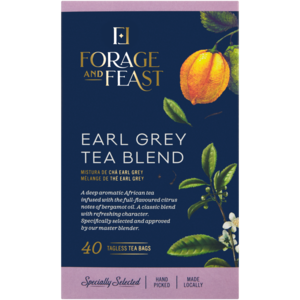 FORAGE
AND FEAST
EARL GREY
TEA BLEND
MISTURA DE CHÁ EARL GREY
MÉLANGE DE THÉ EARL GREY
A deep aromatic African tea
infused with the full-flavoured citrus
notes of bergamot oil. A classic blend
with refreshing character.
Specifically selected and approved
by our master blender.
40 TAGLESS TEA BAGS
Specially Selected
HAND
PICKED
MADE
LOCALLY